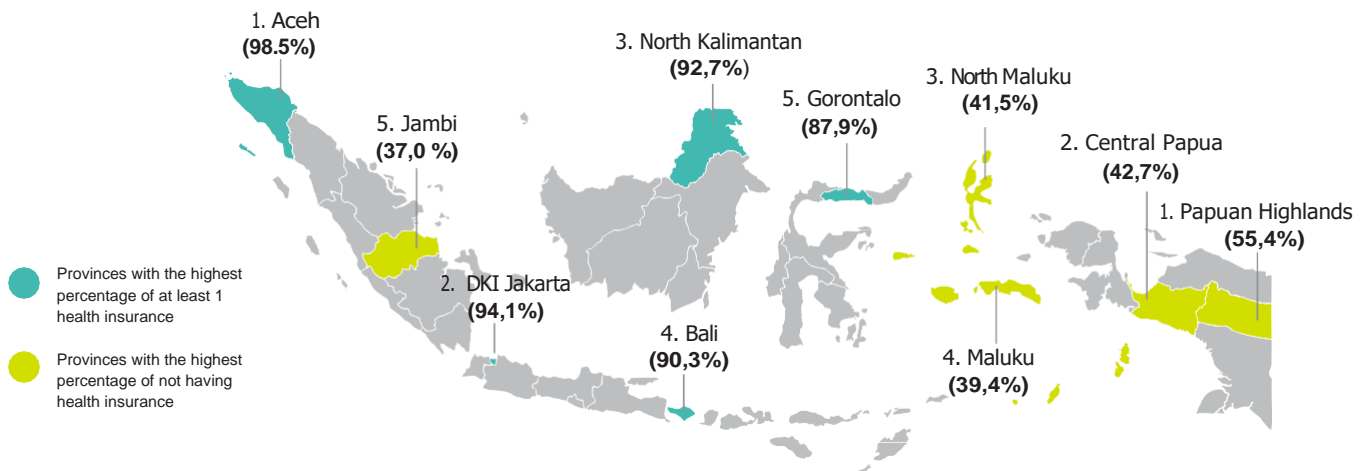 1. Aceh
(98.5%)
3. North Kalimantan
(92,7%)
5. Gorontalo
(87,9%)
3. North Maluku
(41,5%)
5. Jambi
(37,0 %)
2. Central Papua
(42,7%)
1. Papuan Highlands
(55,4%)
Provinces with the highest
percentage of at least 1
health insurance
2. DKI Jakarta
(94,1%)
4. Bali
(90,3%)
4. Maluku
(39,4%)
Provinces with the highest
percentage of not having
health insurance